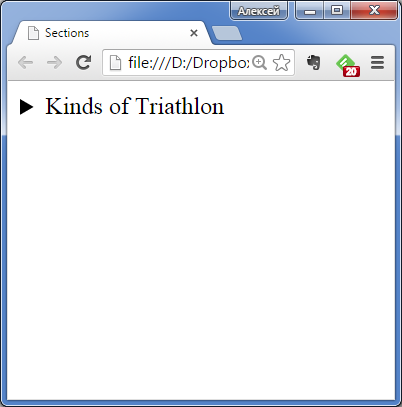 Алексей
Sections
file:///D:/Dropbo
20
Kinds of Triathlon